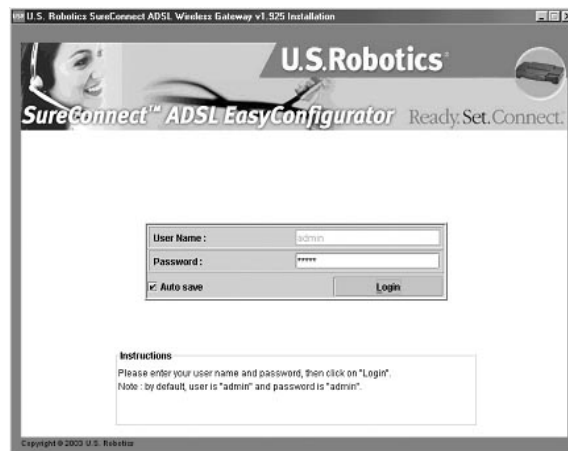 U.S. Robotics SureConnect ADSL Wireless Gateway v1.925 Installation
U.S.Robotics®
SureConnect™ ADSL EasyConfigurator
Ready. Set. Connect.™
User Name :
admin
Password :
*****
Auto save
Login
Instructions
Please enter your user name and password, then click on "Login".
Note : by default, user is "admin" and password is "admin".
Copyright © 2003 U.S. Robotics